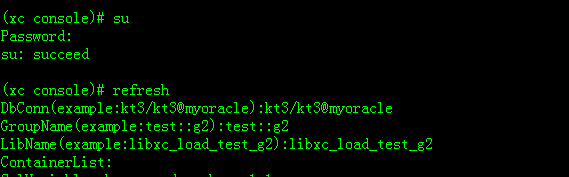 (xc console)# su
Password:
su: succeed
(xc console)# refresh
DbConn(example:kt3/kt3@myoracle):kt3/kt3@myoracle
GroupName(example:test::g2):test::g2
LibName(example:libxc_load_test_g2):libxc_load_test_g2
ContainerList: